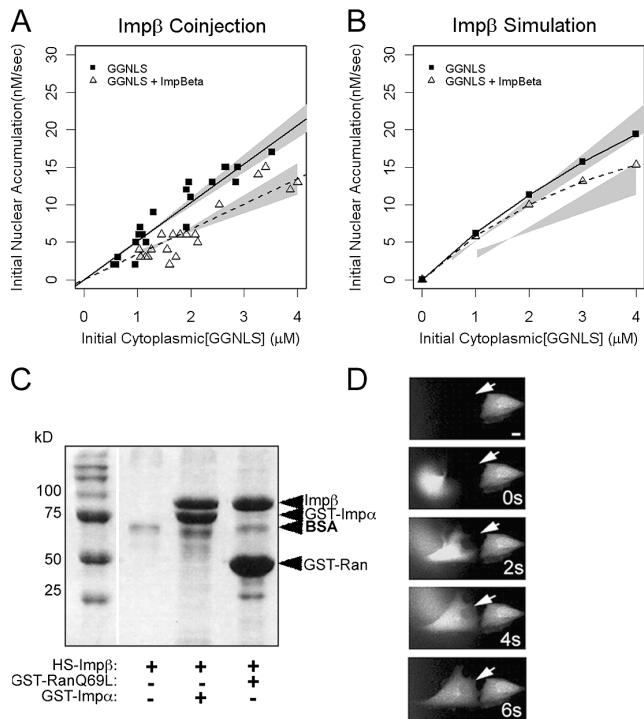 A
Impβ Coinjection
Initial Nuclear Accumulation(nM/sec)
0 5 10 15 20 25 30
GGNLS
GGNLS + ImpBeta
0 1 2 3 4
Initial Cytoplasmic[GGNLS] (μM)
B
Impβ Simulation
Initial Nuclear Accumulation(nM/sec)
0 5 10 15 20 25 30
GGNLS
GGNLS + ImpBeta
0 1 2 3 4
Initial Cytoplasmic[GGNLS] (μM)
C
kD
100
75
50
25
Impβ
GST-Impα
BSA
GST-Ran
HS-Impβ: + + +
GST-RanQ69L: - - +
GST-Impα: - + -
D
0s
2s
4s
6s